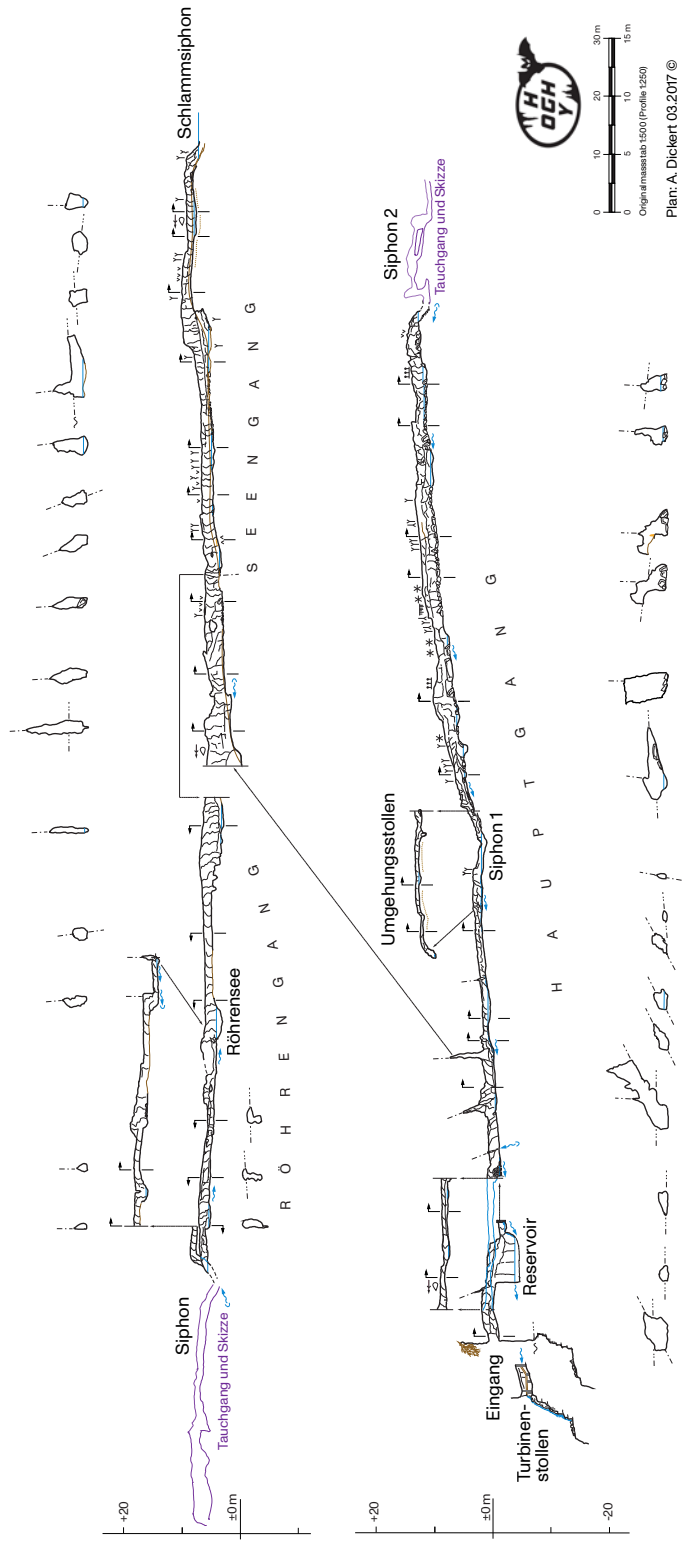 Schlammsiphon
SEENGANG
RÖHRENGANG
Röhrensee
Siphon
Tauchgang und Skizze
+20
±0 m
Siphon 2
Tauchgang und Skizze
HAUPTGANG
Umgehungsstollen
Siphon 1
Reservoir
Eingang
Turbinen-
stollen
+20
±0 m
-20
H
OGH
Y
0 10 20 30 m
0 5 10 15 m
Originalmassstab 1:500 (Profile 1:250)
Plan: A. Dickert 03.2017 ©